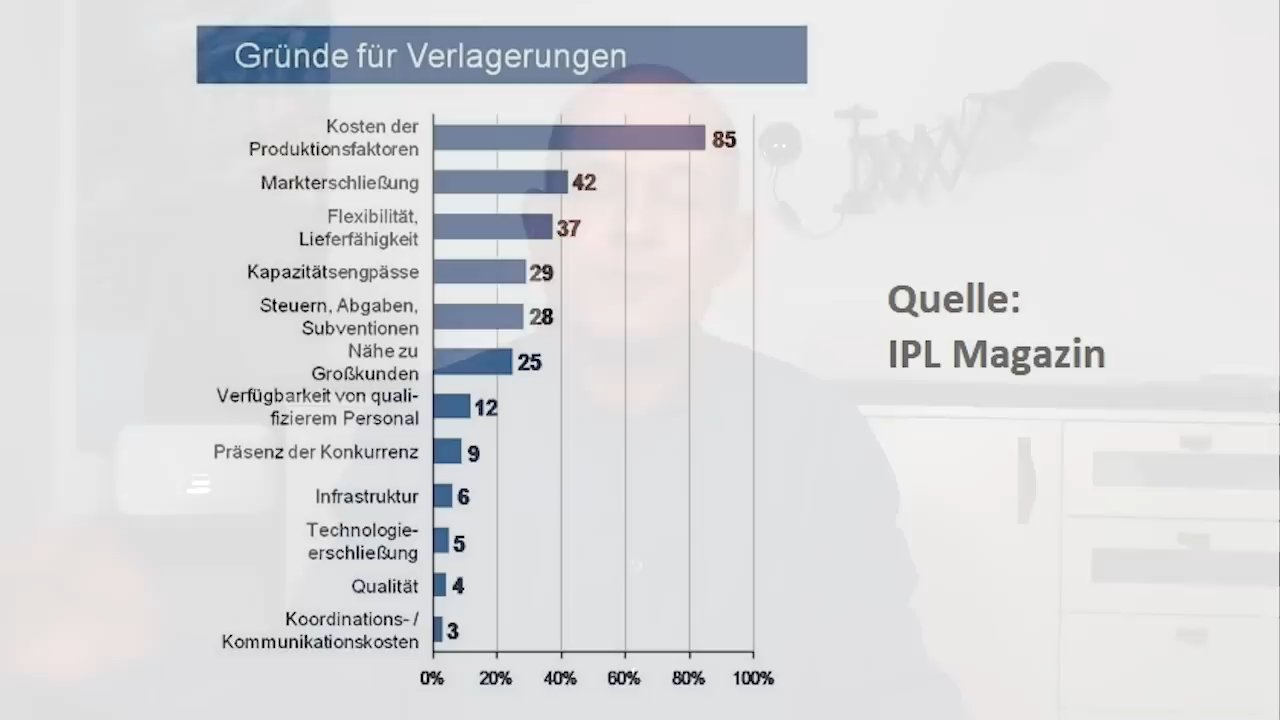 Gründe für Verlagerungen
Kosten der
Produktionsfaktoren
85
Markterschließung
42
Flexibilität,
Lieferfähigkeit
37
Kapazitätsengpässe
29
Steuern, Abgaben,
Subventionen
28
Nähe zu
Großkunden
25
Verfügbarkeit von quali-
fizierem Personal
12
Präsenz der Konkurrenz
9
Infrastruktur
6
Technologie-
erschließung
5
Qualität
4
Koordinations- /
Kommunikationskosten
3
0% 20% 40% 60% 80% 100%
Quelle:
IPL Magazin